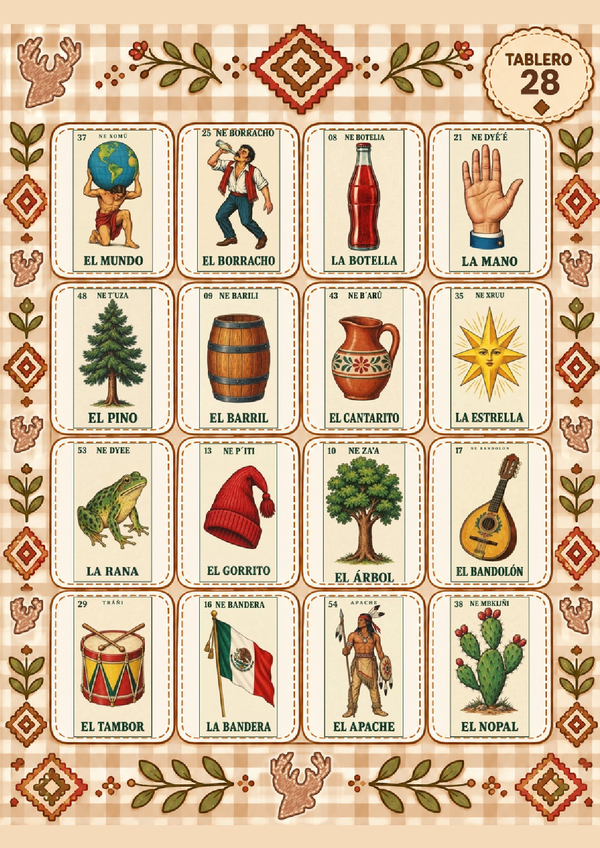 TABLERO
28
37 NE XOMÜ
EL MUNDO
25 NE BORRACHO
EL BORRACHO
08 NE BOTELIA
LA BOTELLA
21 NE DYÉ'É
LA MANO
48 NE T'UZA
EL PINO
09 NE BARILI
EL BARRIL
43 NE B'ARÜ
EL CANTARITO
35 NE XRUU
LA ESTRELLA
53 NE DYEE
LA RANA
13 NE P´ITI
EL GORRITO
10 NE ZA'A
EL ÁRBOL
17 NE BANDOLON
EL BANDOLÓN
29 TRÄÑI
EL TAMBOR
16 NE BANDERA
LA BANDERA
54 APACHE
EL APACHE
38
EL NOPAL